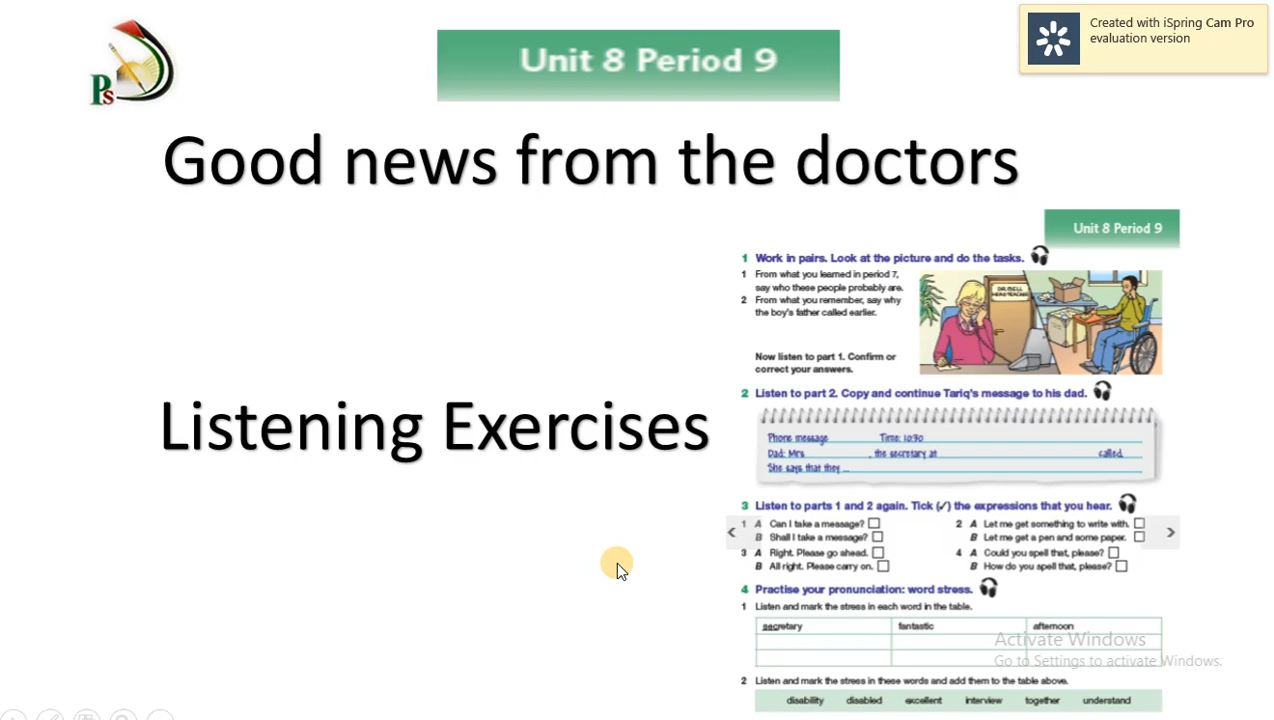 Ps
Unit 8 Period 9
Created with iSpring Cam Pro
evaluation version
Good news from the doctors
Listening Exercises
Unit 8 Period 9
1 Work in pairs. Look at the picture and do the tasks.
1 From what you learned in period 7,
say who these people probably are.
2 From what you remember, say why
the boy's father called earlier.
DR. BELL
HEAD TEACHER
Now listen to part 1. Confirm or
correct your answers.
2 Listen to part 2. Copy and continue Tariq's message to his dad.
Phone message Time: 10:30
Dad: Mrs , the secretary at called.
She says that they ...
3 Listen to parts 1 and 2 again. Tick (✓) the expressions that you hear.
1 A Can I take a message?
B Shall I take a message?
2 A Let me get something to write with.
B Let me get a pen and some paper.
3 A Right. Please go ahead.
B All right. Please carry on.
4 A Could you spell that, please?
B How do you spell that, please?
4 Practise your pronunciation: word stress.
1 Listen and mark the stress in each word in the table.
secretary fantastic afternoon
2 Listen and mark the stress in these words and add them to the table above.
disability disabled excellent interview together understand
Activate Windows
Go to Settings to activate Windows.